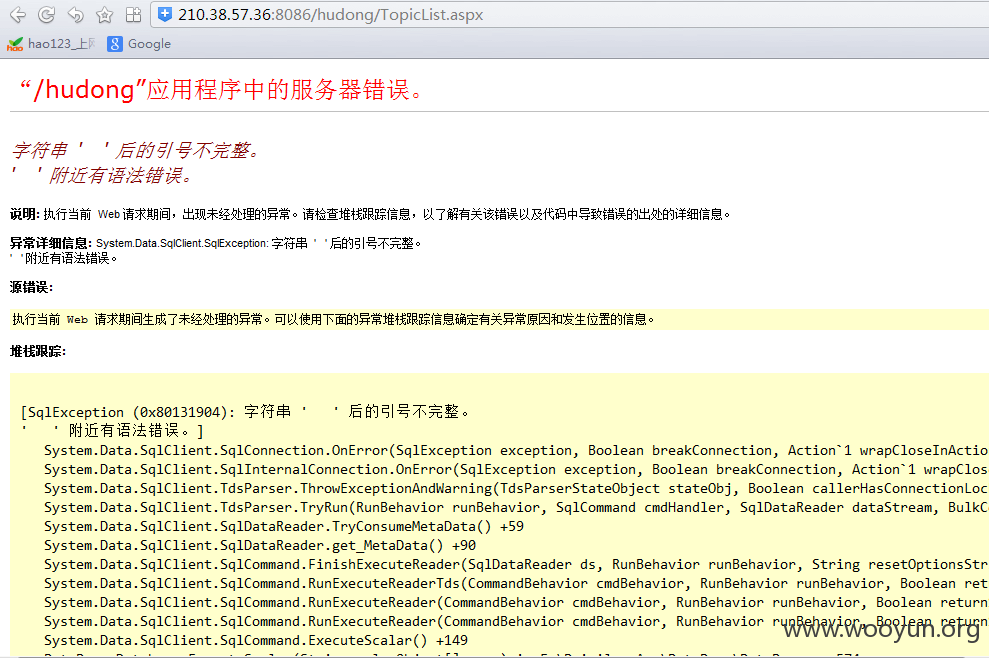 210.38.57.36:8086/hudong/TopicList.aspx
hao123_上网
Google
“/hudong”应用程序中的服务器错误。
字符串 ' ' 后的引号不完整。
' ' 附近有语法错误。
说明: 执行当前 Web 请求期间，出现未经处理的异常。请检查堆栈跟踪信息，以了解有关该错误以及代码中导致错误的出处的详细信息。
异常详细信息: System.Data.SqlClient.SqlException: 字符串 ' ' 后的引号不完整。
' ' 附近有语法错误。
源错误:
执行当前 Web 请求期间生成了未经处理的异常。可以使用下面的异常堆栈跟踪信息确定有关异常原因和发生位置的信息。
堆栈跟踪:
[SqlException (0x80131904): 字符串 ' ' 后的引号不完整。
' ' 附近有语法错误。]
System.Data.SqlClient.SqlConnection.OnError(SqlException exception, Boolean breakConnection, Action`1 wrapCloseInActio
System.Data.SqlClient.SqlInternalConnection.OnError(SqlException exception, Boolean breakConnection, Action`1 wrapClos
System.Data.SqlClient.TdsParser.ThrowExceptionAndWarning(TdsParserStateObject stateObj, Boolean callerHasConnectionLoc
System.Data.SqlClient.TdsParser.TryRun(RunBehavior runBehavior, SqlCommand cmdHandler, SqlDataReader dataStream, BulkC
System.Data.SqlClient.SqlDataReader.TryConsumeMetaData() +59
System.Data.SqlClient.SqlDataReader.get_MetaData() +90
System.Data.SqlClient.SqlCommand.FinishExecuteReader(SqlDataReader ds, RunBehavior runBehavior, String resetOptionsStr
System.Data.SqlClient.SqlCommand.RunExecuteReaderTds(CommandBehavior cmdBehavior, RunBehavior runBehavior, Boolean ret
System.Data.SqlClient.SqlCommand.RunExecuteReader(CommandBehavior cmdBehavior, RunBehavior runBehavior, Boolean return
System.Data.SqlClient.SqlCommand.RunExecuteReader(CommandBehavior cmdBehavior, RunBehavior runBehavior, Boolean return
System.Data.SqlClient.SqlCommand.ExecuteScalar() +149
www.wooyun.org